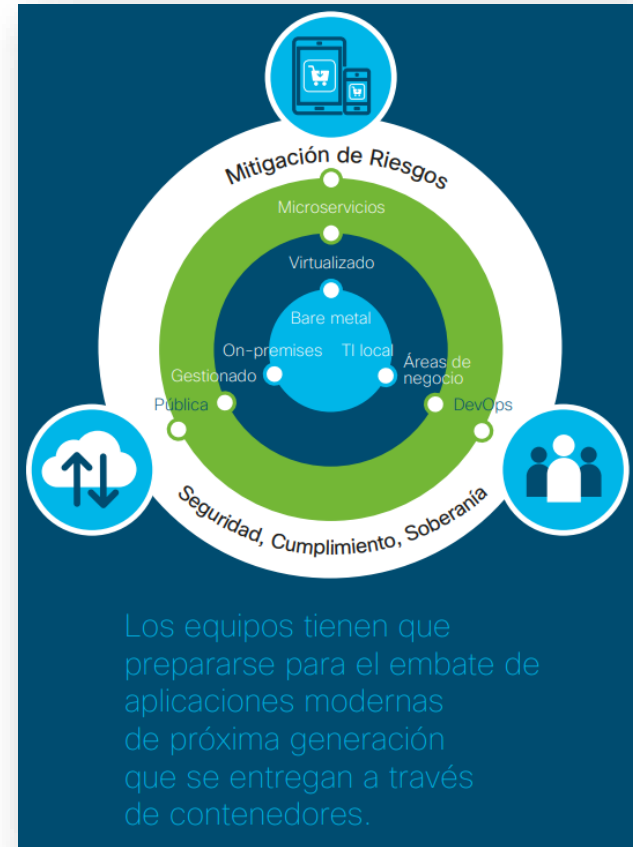 Mitigación de Riesgos
Microservicios
Virtualizado
Bare metal
On-premises
TI local
Gestionado
Áreas de
negocio
Pública
DevOps
Seguridad, Cumplimiento, Soberanía
Los equipos tienen que
prepararse para el embate de
aplicaciones modernas
de próxima generación
que se entregan a través
de contenedores.